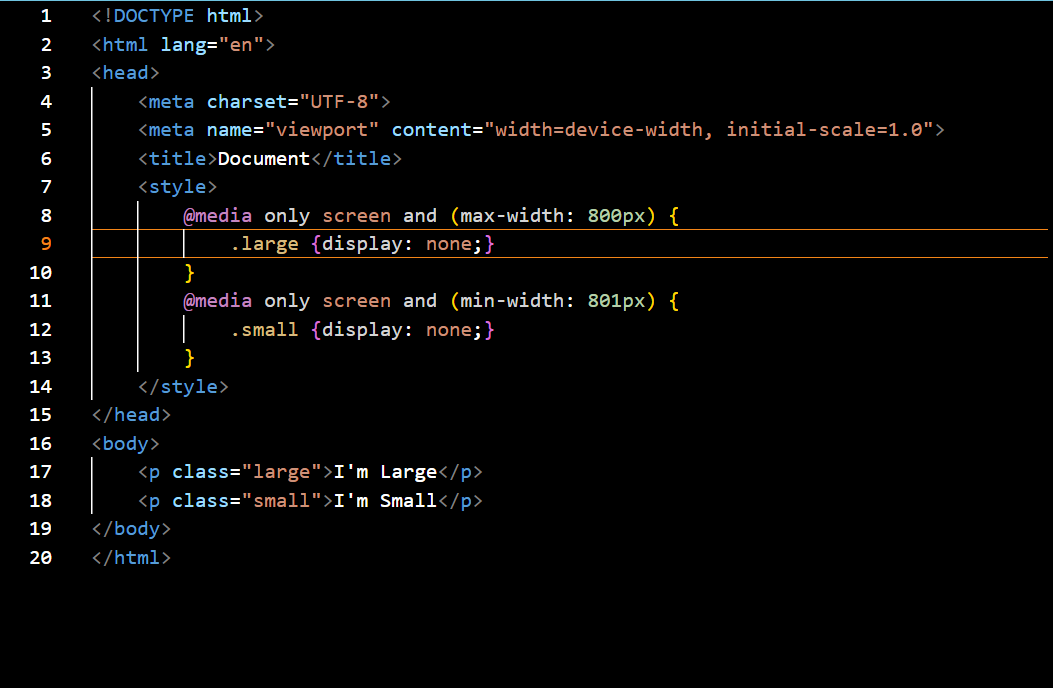 1 <!DOCTYPE html>
2 <html lang="en">
3 <head>
4     <meta charset="UTF-8">
5     <meta name="viewport" content="width=device-width, initial-scale=1.0">
6     <title>Document</title>
7     <style>
8         @media only screen and (max-width: 800px) {
9             .large {display: none;}
10         }
11         @media only screen and (min-width: 801px) {
12             .small {display: none;}
13         }
14     </style>
15 </head>
16 <body>
17     <p class="large">I'm Large</p>
18     <p class="small">I'm Small</p>
19 </body>
20 </html>